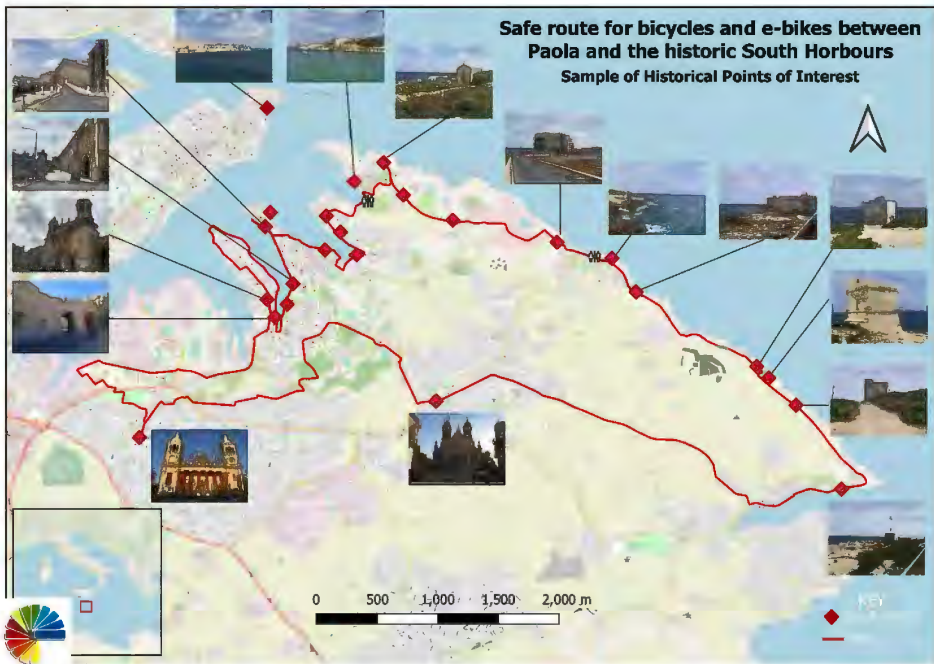 Safe route for bicycles and e-bikes between
Paola and the historic South Horbours
Sample of Historical Points of Interest
0 500 1,000 1,500 2,000 m
KEY